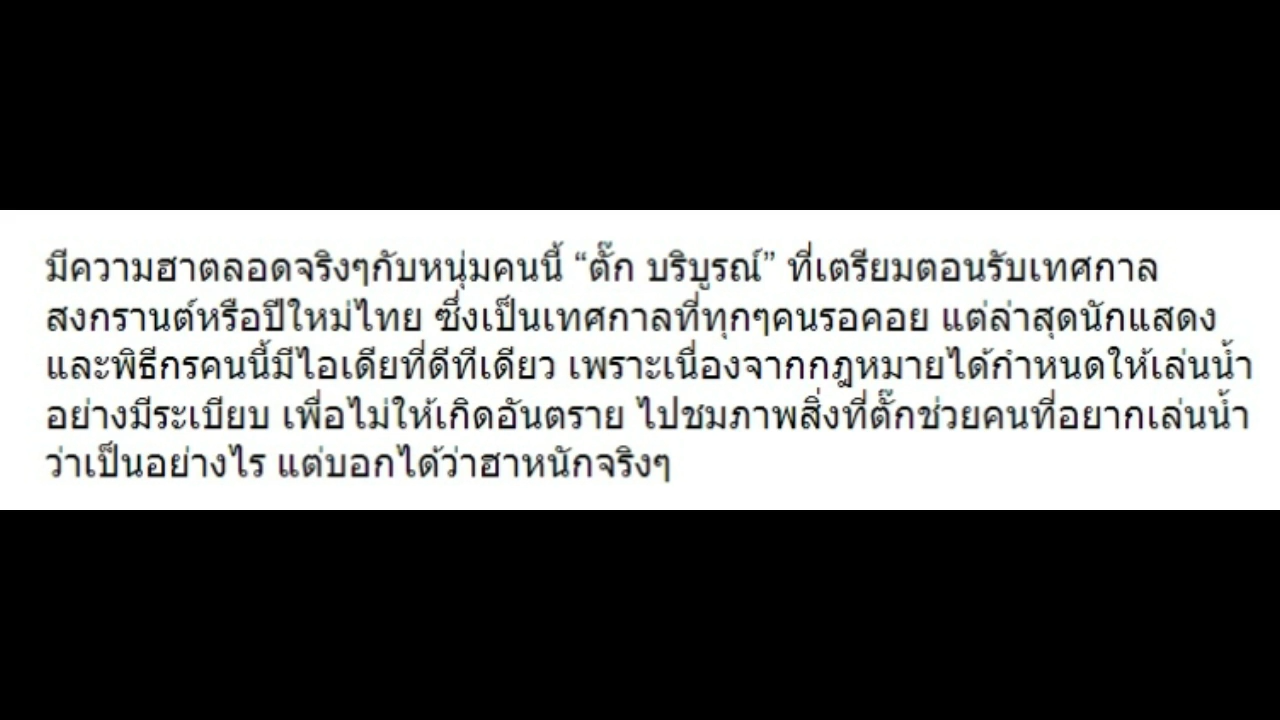 มีความฮาตลอดจริงๆกับหนุ่มคนนี้ “ตั๊ก บริบูรณ์” ที่เตรียมตอนรับเทศกาล
สงกรานต์หรือปีใหม่ไทย ซึ่งเป็นเทศกาลที่ทุกๆคนรอคอย แต่ล่าสุดนักแสดง
และพิธีกรคนนี้มีไอเดียที่ดีทีเดียว เพราะเนื่องจากกฎหมายได้กำหนดให้เล่นน้ำ
อย่างมีระเบียบ เพื่อไม่ให้เกิดอันตราย ไปชมภาพสิ่งที่ตั๊กช่วยคนที่อยากเล่นน้ำ
ว่าเป็นอย่างไร แต่บอกได้ว่าฮาหนักจริงๆ